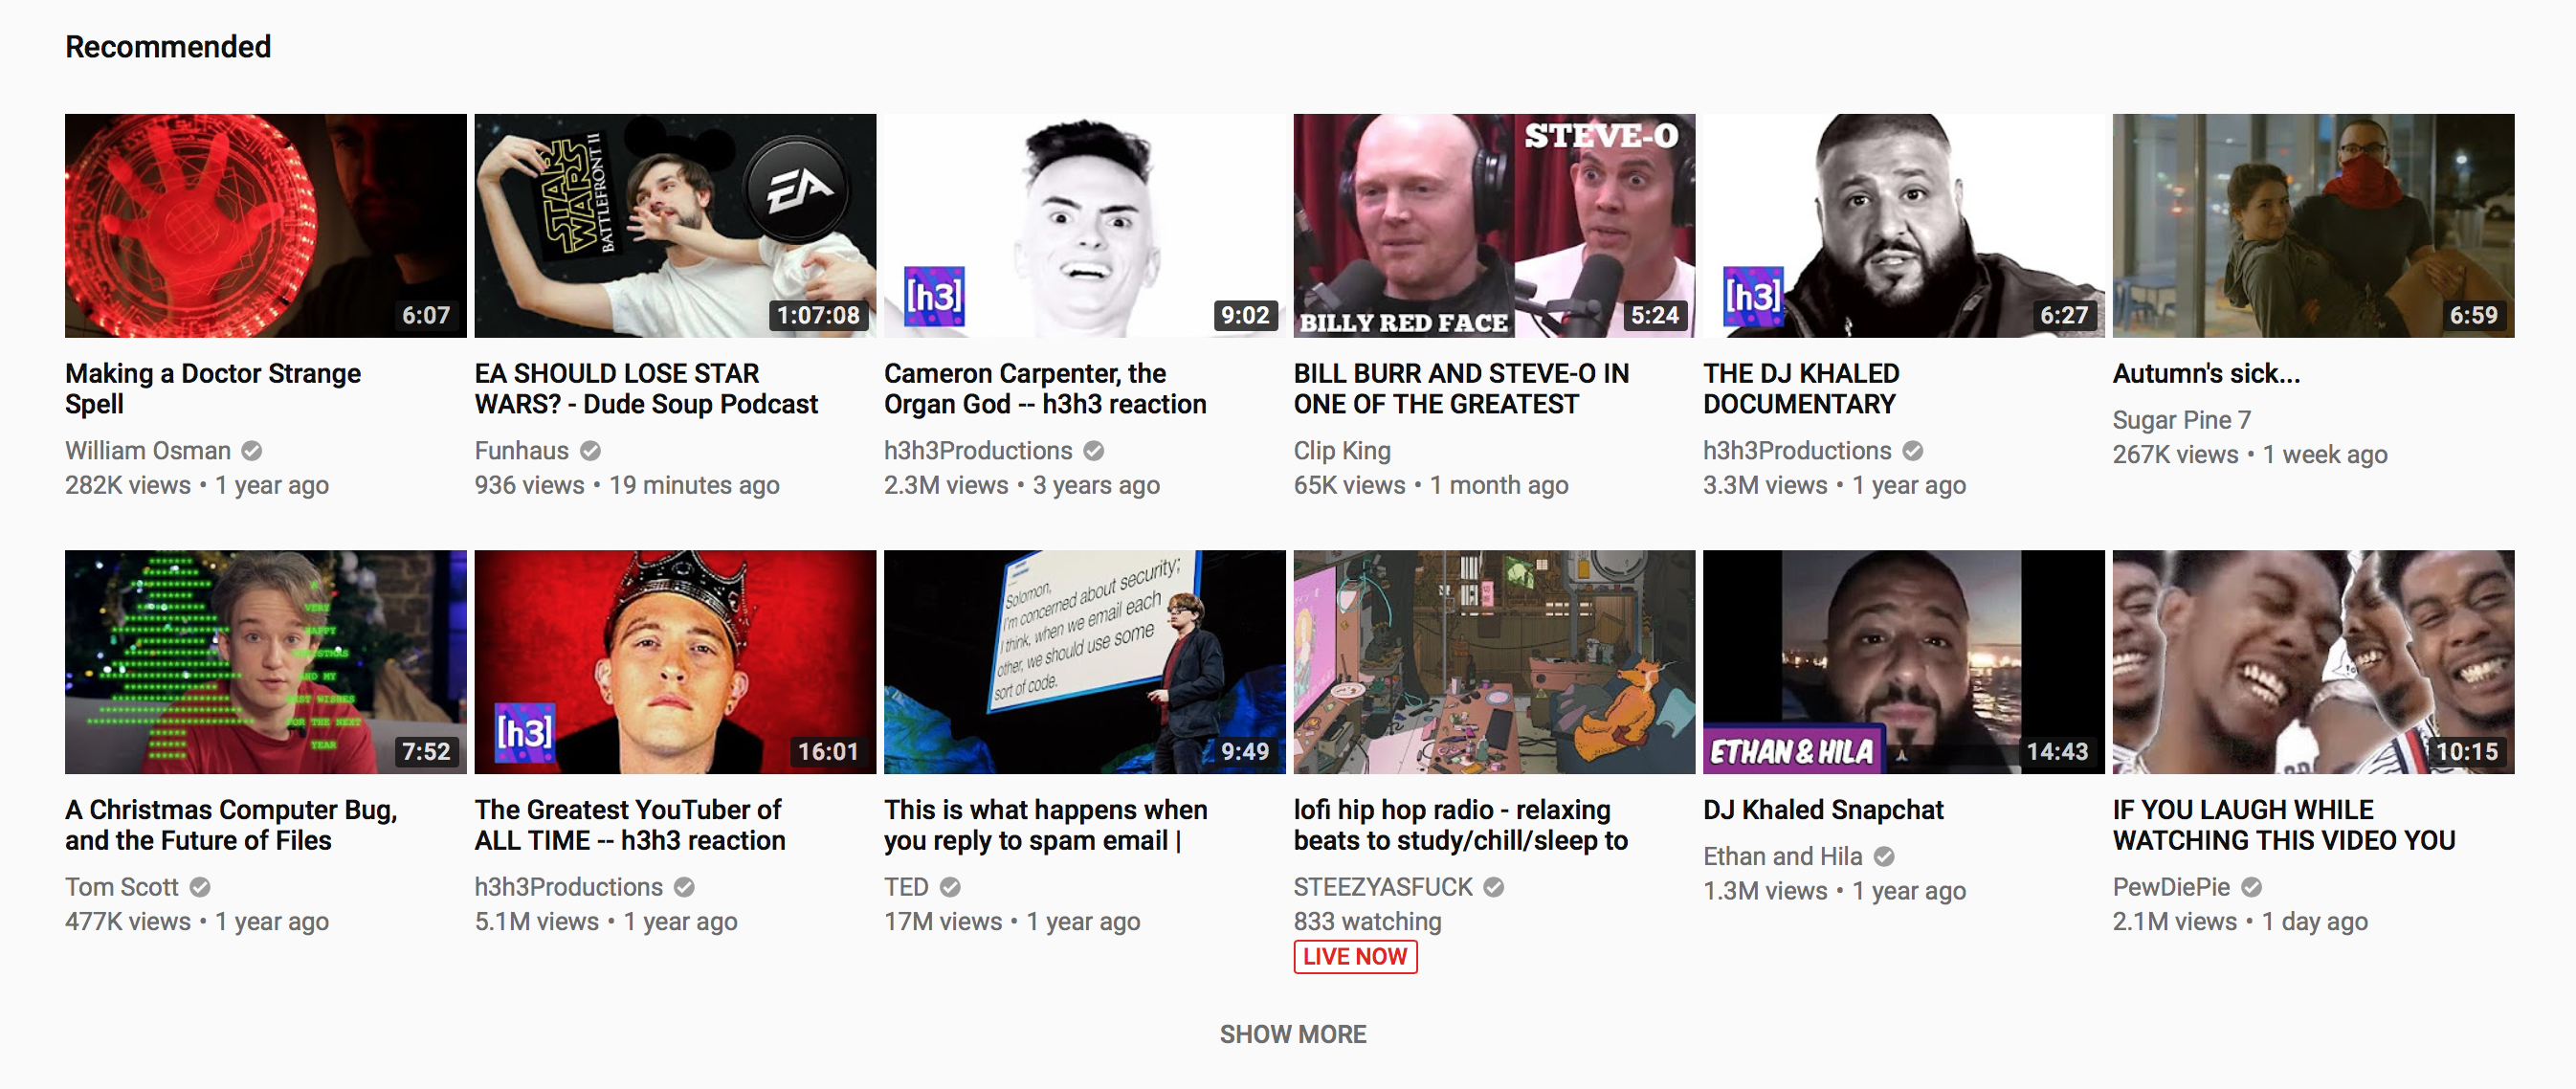 Recommended
STAR
WARS
BATTLEFRONT II
EA
[h3]
STEVE-O
BILLY RED FACE
[h3]
6:07
1:07:08
9:02
5:24
6:27
6:59
Making a Doctor Strange
Spell
William Osman
282K views • 1 year ago
EA SHOULD LOSE STAR
WARS? - Dude Soup Podcast
Funhaus
936 views • 19 minutes ago
Cameron Carpenter, the
Organ God -- h3h3 reaction
h3h3Productions
2.3M views • 3 years ago
BILL BURR AND STEVE-O IN
ONE OF THE GREATEST
Clip King
65K views • 1 month ago
THE DJ KHALED
DOCUMENTARY
h3h3Productions
3.3M views • 1 year ago
Autumn's sick...
Sugar Pine 7
267K views • 1 week ago
A
VERY
HAPPY
CHRISTMAS
AND MY
BEST WISHES
FOR THE NEXT
YEAR
7:52
[h3]
16:01
Solomon,
I'm concerned about security;
I think, when we email each
other, we should use some
sort of code.
9:49
ETHAN & HILA
14:43
10:15
A Christmas Computer Bug,
and the Future of Files
Tom Scott
477K views • 1 year ago
The Greatest YouTuber of
ALL TIME -- h3h3 reaction
h3h3Productions
5.1M views • 1 year ago
This is what happens when
you reply to spam email |
TED
17M views • 1 year ago
lofi hip hop radio - relaxing
beats to study/chill/sleep to
STEEZYASFUCK
833 watching
LIVE NOW
DJ Khaled Snapchat
Ethan and Hila
1.3M views • 1 year ago
IF YOU LAUGH WHILE
WATCHING THIS VIDEO YOU
PewDiePie
2.1M views • 1 day ago
SHOW MORE